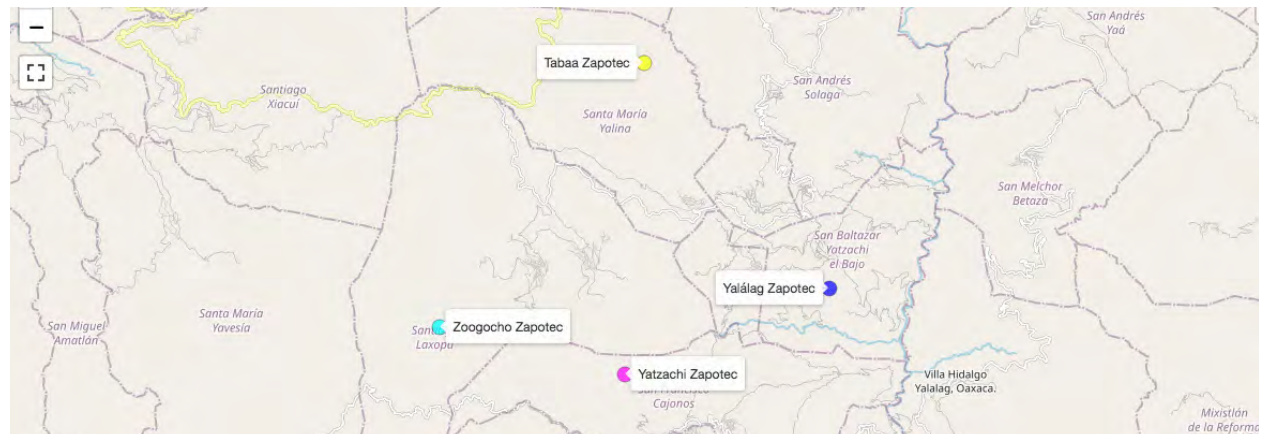 −
San Andrés
Yaá
Tabaa Zapotec
San Andrés
Solaga
Santiago
Xiacuí
Santa María
Yalina
San Melchor
Betaza
San Baltazar
Yatzachi
el Bajo
Yalálag Zapotec
Santa María
Yavesía
San Miguel
Amatlán
Zoogocho Zapotec
Laxopa
Yatzachi Zapotec
Cajonos
Villa Hidalgo
Yalalag, Oaxaca.
Mixistlán
de la Reforma